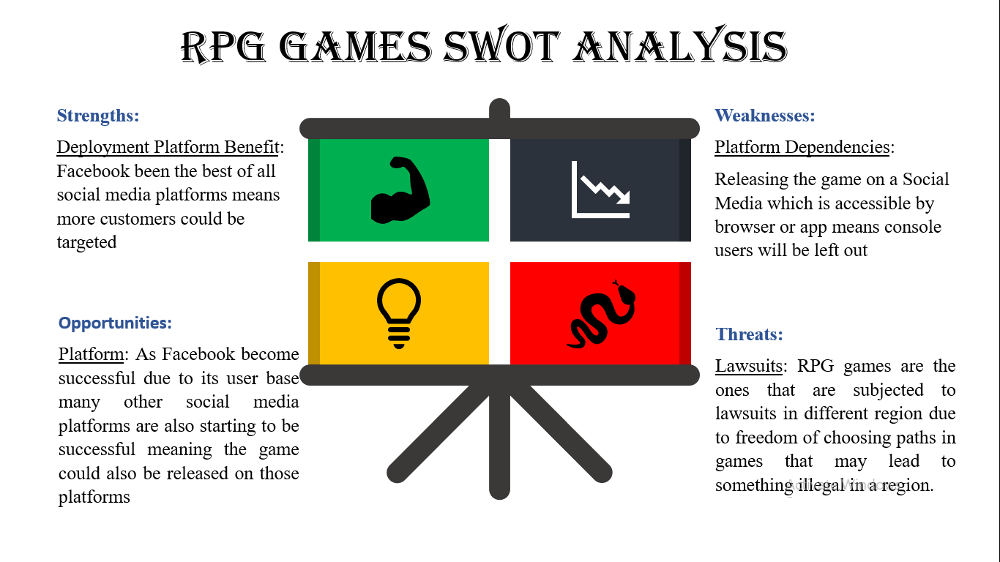 RPG GAMES SWOT ANALYSIS
Strengths:
Deployment Platform Benefit:
Facebook been the best of all
social media platforms means
more customers could be
targeted
Weaknesses:
Platform Dependencies:
Releasing the game on a Social
Media which is accessible by
browser or app means console
users will be left out
Opportunities:
Platform: As Facebook become
successful due to its user base
many other social media
platforms are also starting to be
successful meaning the game
could also be released on those
platforms
Threats:
Lawsuits: RPG games are the
ones that are subjected to
lawsuits in different region due
to freedom of choosing paths in
games that may lead to
something illegal in a region.
Activate Windows